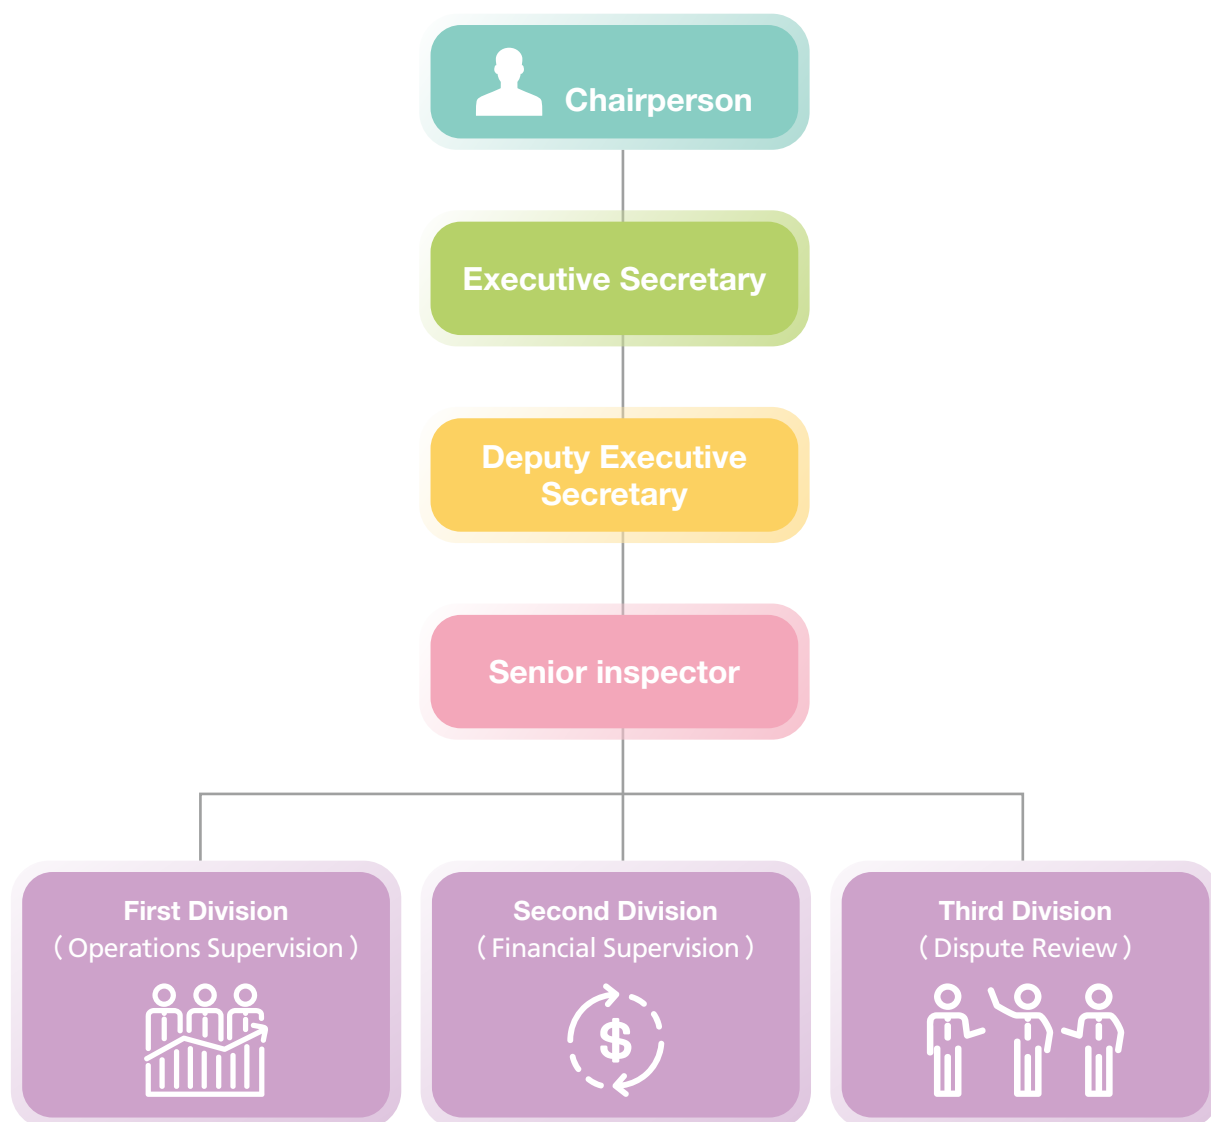 Chairperson
Executive Secretary
Deputy Executive
Secretary
Senior inspector
First Division
（Operations Supervision）
Second Division
（Financial Supervision）
$
Third Division
（Dispute Review）